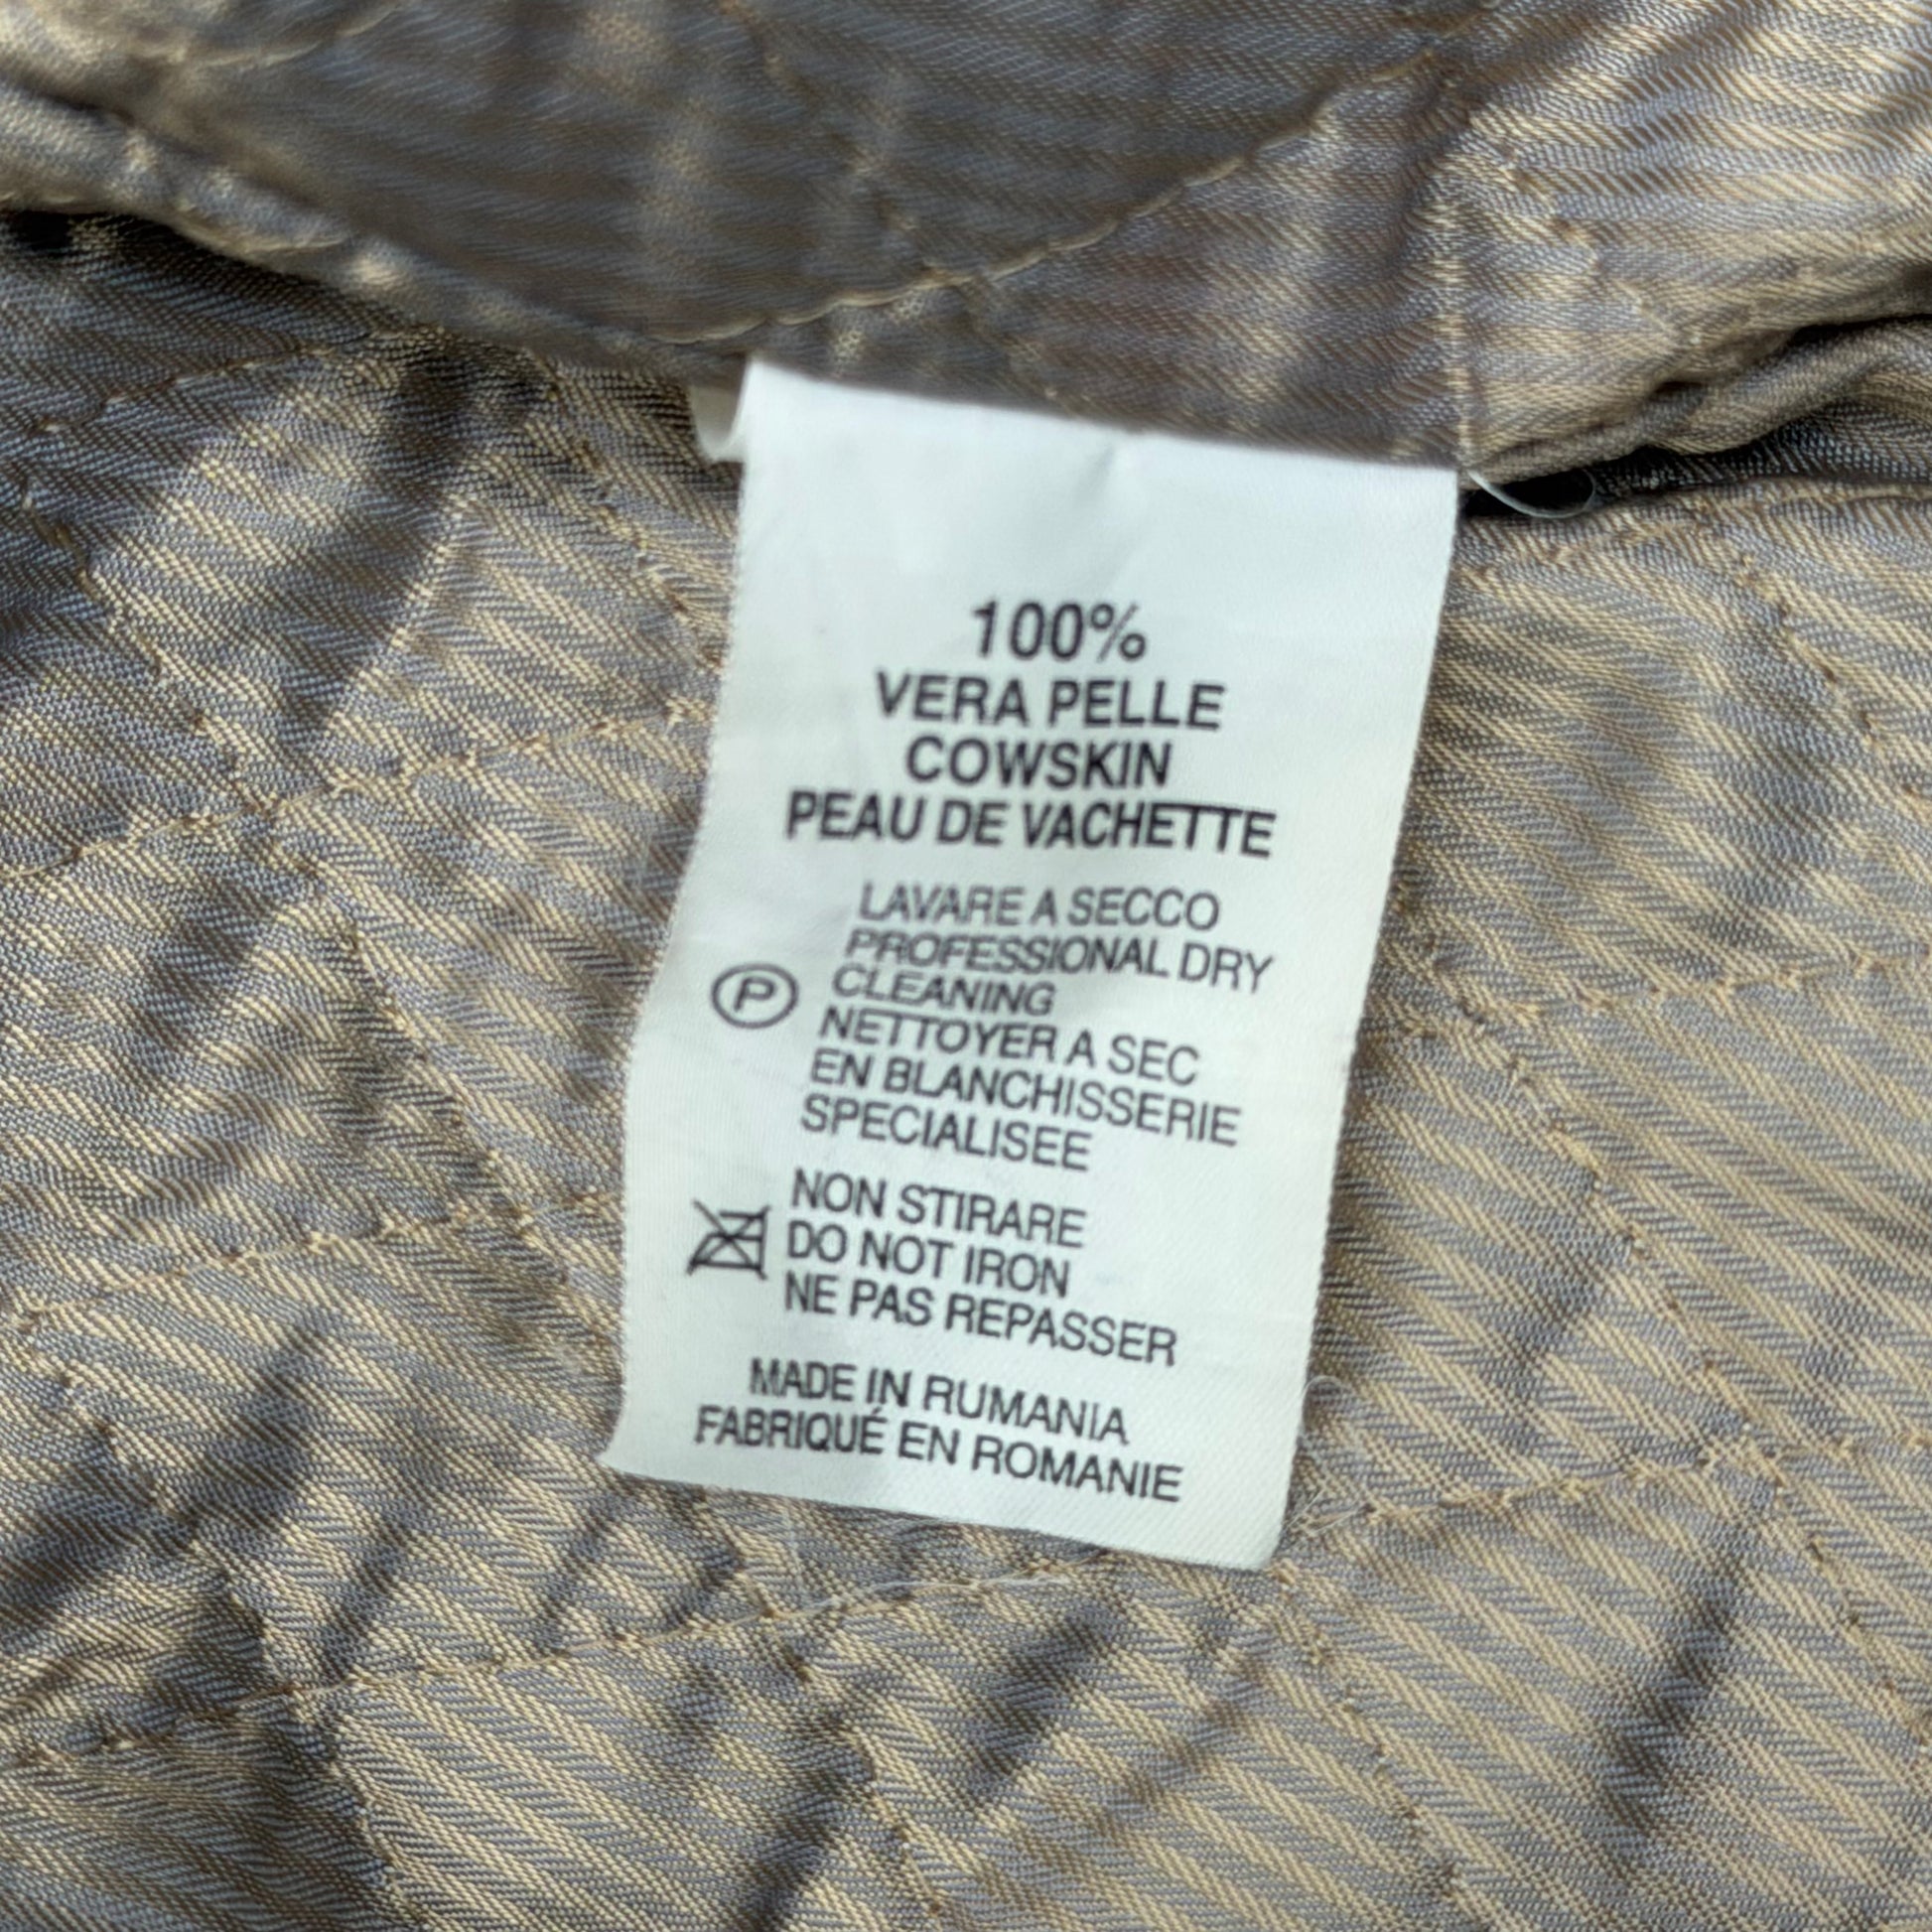 100%
VERA PELLE
COWSKIN
PEAU DE VACHETTE
LAVARE A SECCO
PROFESSIONAL DRY
CLEANING
P
NETTOYER A SEC
EN BLANCHISSERIE
SPECIALISEE
NON STIRARE
DO NOT IRON
NE PAS REPASSER
MADE IN RUMANIA
FABRIQUÉ EN ROMANIE